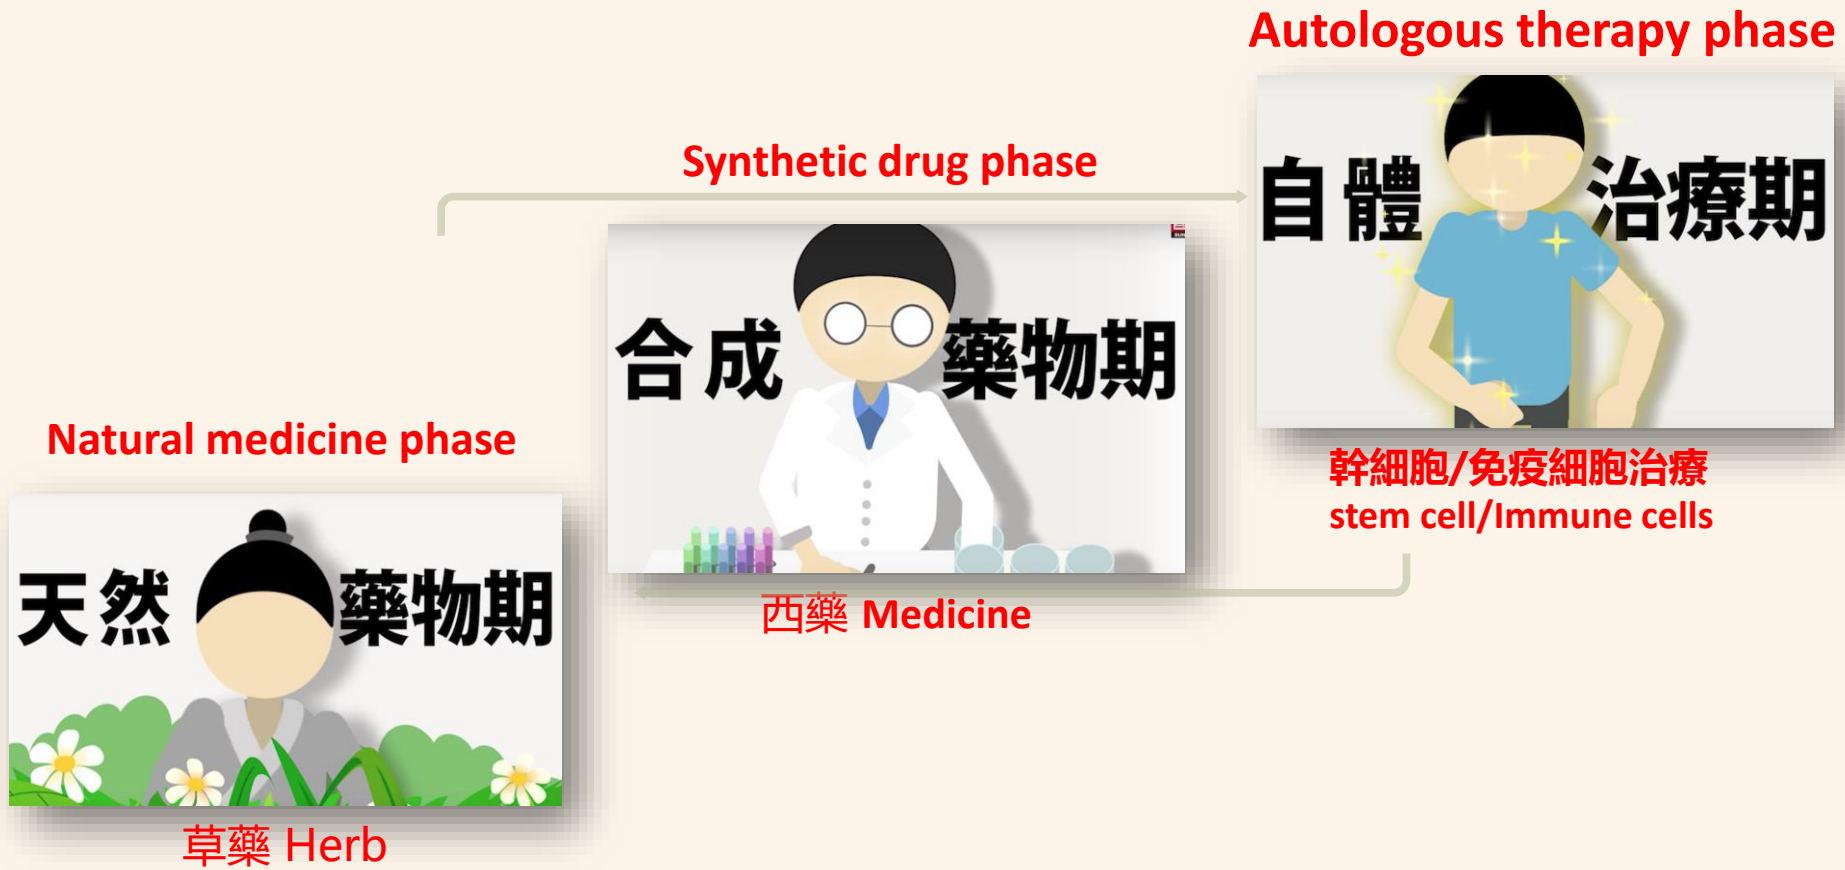 Autologous therapy phase
自體 治療期
幹細胞/免疫細胞治療
stem cell/Immune cells
Synthetic drug phase
合成 藥物期
西藥 Medicine
Natural medicine phase
天然 藥物期
草藥 Herb